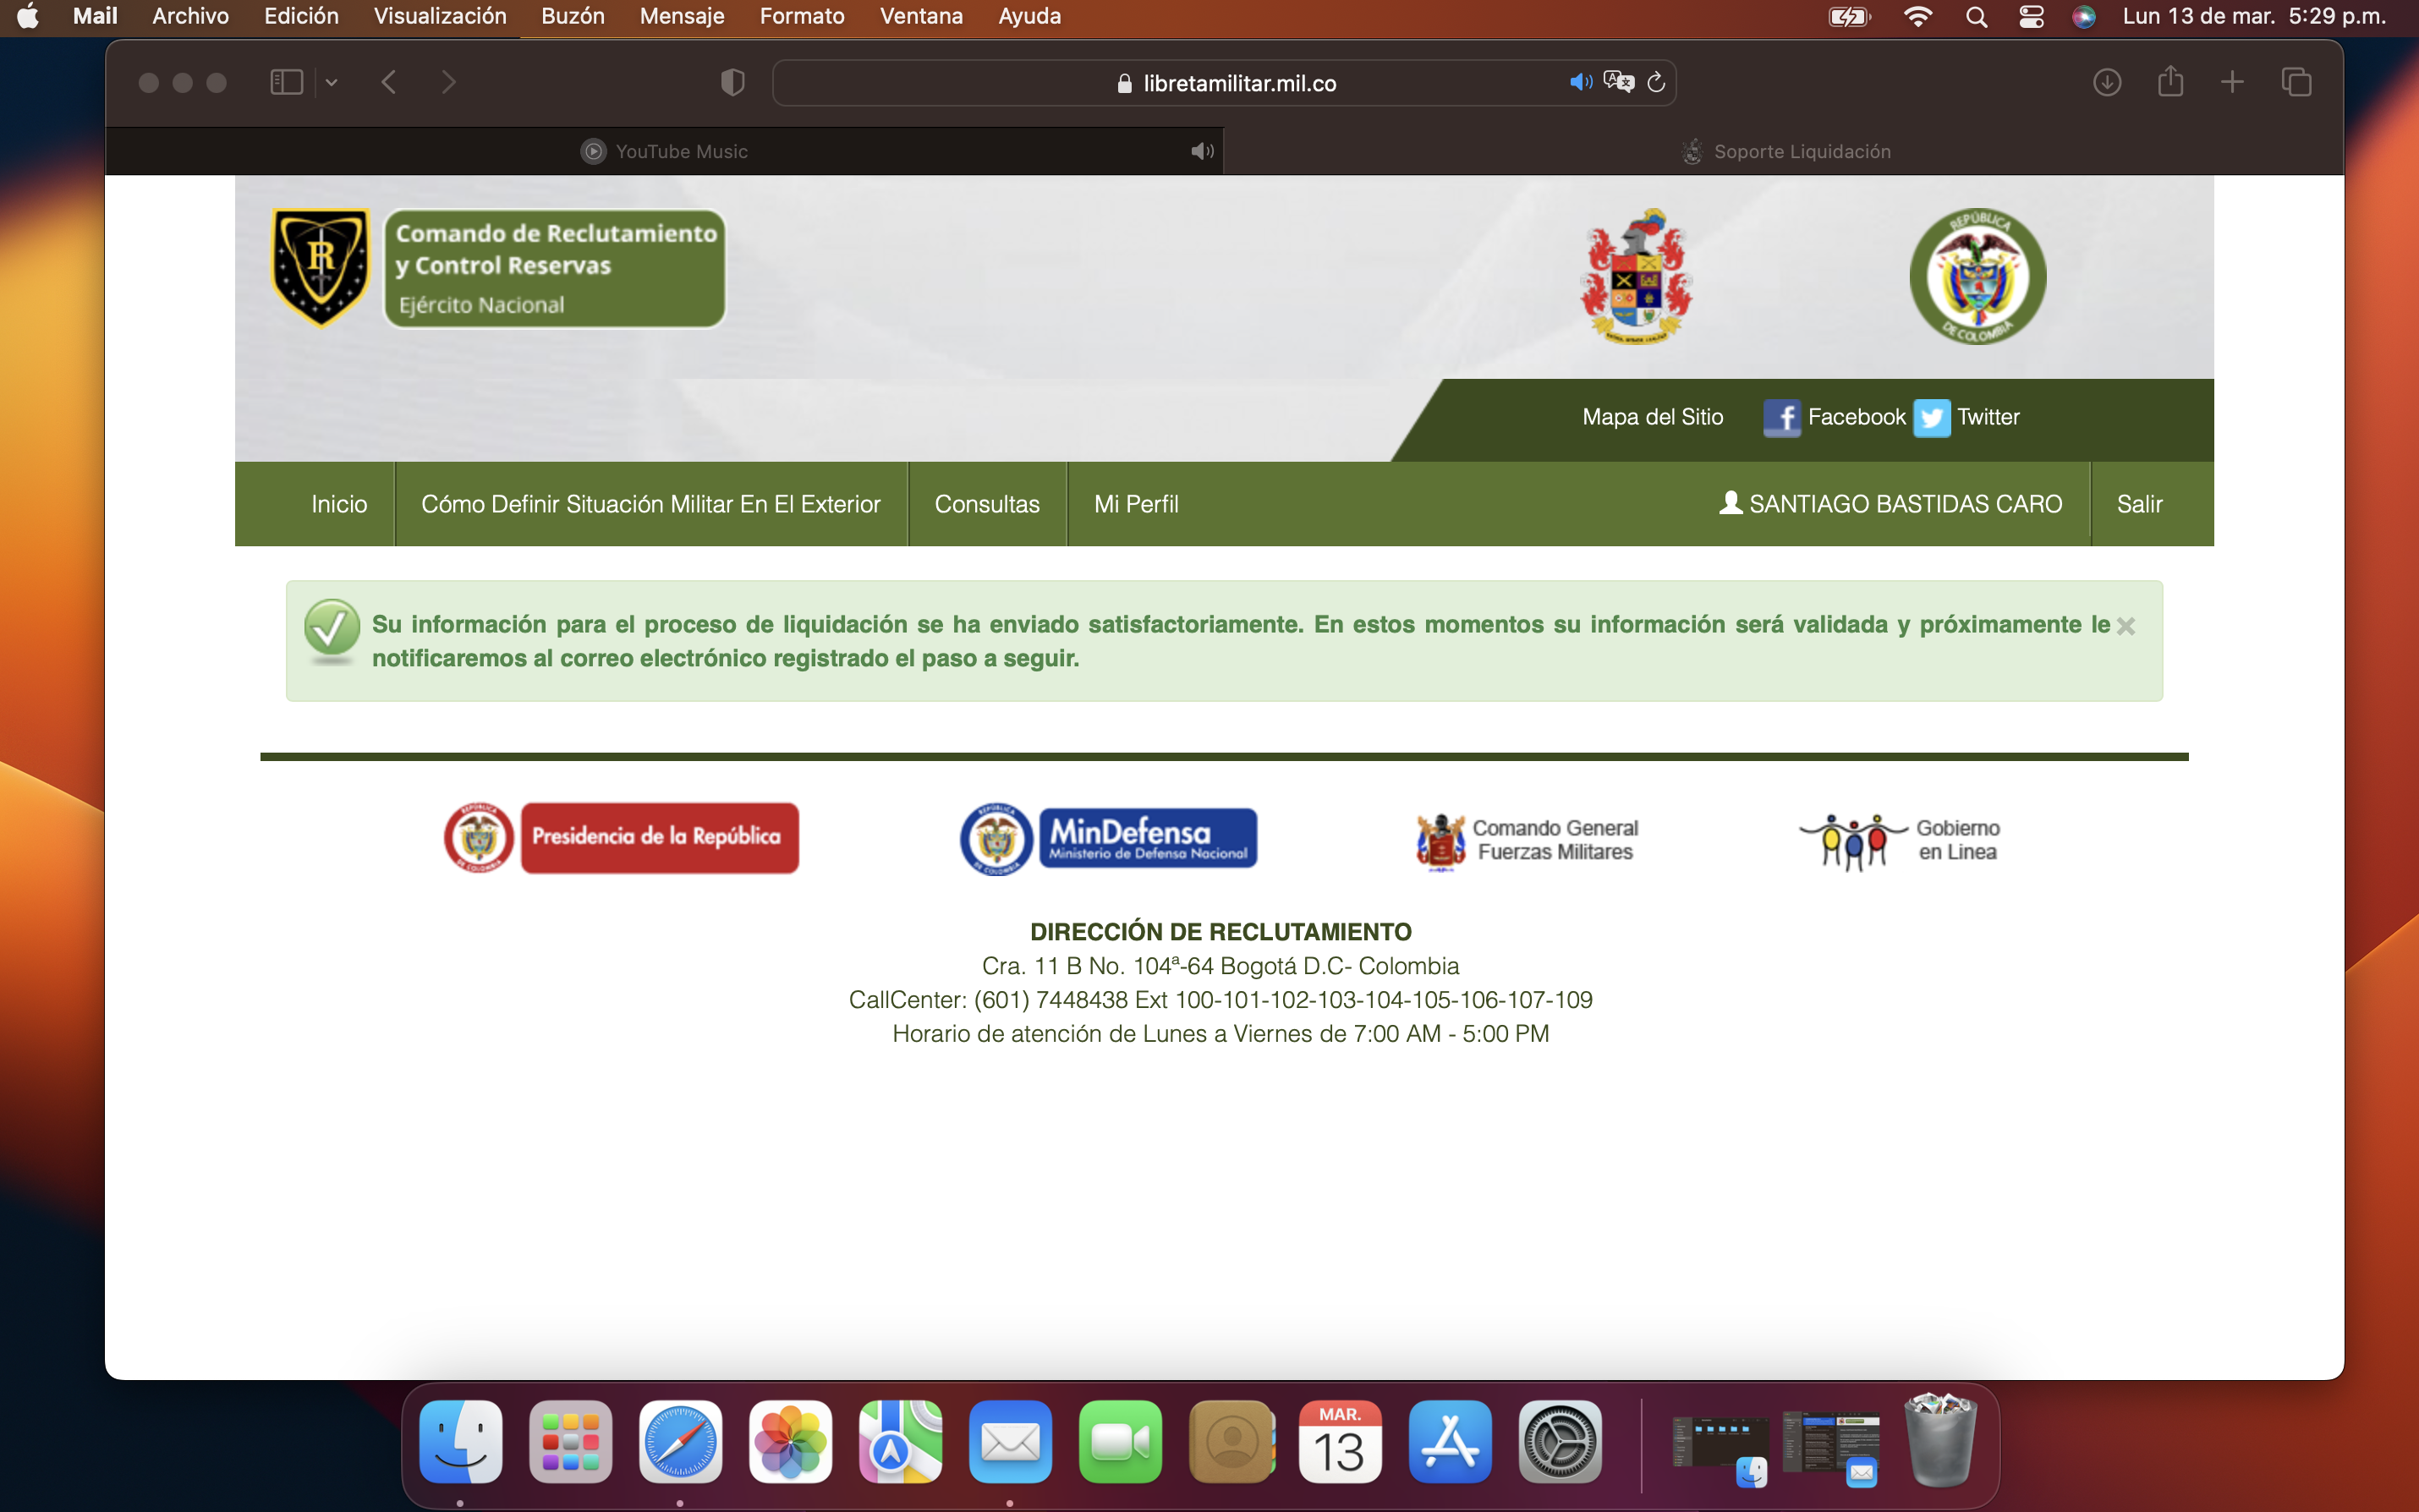 Mail Archivo Edición Visualización Buzón Mensaje Formato Ventana Ayuda Lun 13 de mar. 5:29 p.m.
libretamilitar.mil.co
YouTube Music Soporte Liquidación
R
Comando de Reclutamiento
y Control Reservas
Ejército Nacional
REPÚBLICA
DE COLOMBIA
Mapa del Sitio Facebook Twitter
Inicio Cómo Definir Situación Militar En El Exterior Consultas Mi Perfil SANTIAGO BASTIDAS CARO Salir
Su información para el proceso de liquidación se ha enviado satisfactoriamente. En estos momentos su información será validada y próximamente le
notificaremos al correo electrónico registrado el paso a seguir.
Presidencia de la República
MinDefensa
Ministerio de Defensa Nacional
Comando General
Fuerzas Militares
Gobierno
en Linea
DIRECCIÓN DE RECLUTAMIENTO
Cra. 11 B No. 104ª-64 Bogotá D.C- Colombia
CallCenter: (601) 7448438 Ext 100-101-102-103-104-105-106-107-109
Horario de atención de Lunes a Viernes de 7:00 AM - 5:00 PM
MAR.
13